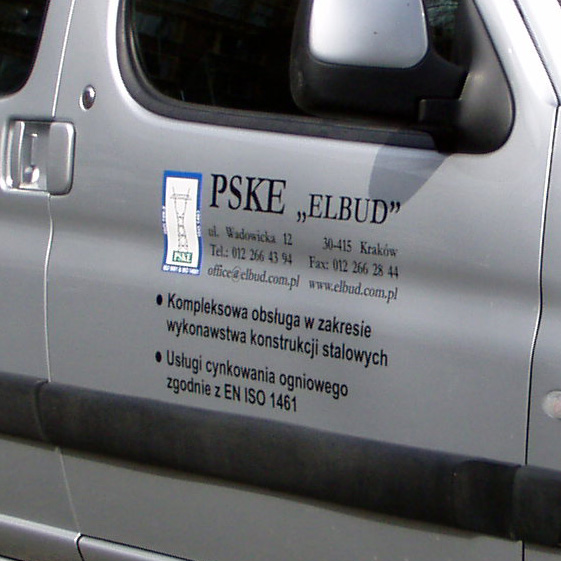 PSKE „ELBUD”
ul. Wadowicka 12 30-415 Kraków
Tel.: 012 266 43 94 Fax: 012 266 28 44
office@elbud.com.pl www.elbud.com.pl
PSKE
• Kompleksowa obsługa w zakresie
wykonawstwa konstrukcji stalowych
• Usługi cynkowania ogniowego
zgodnie z EN ISO 1461